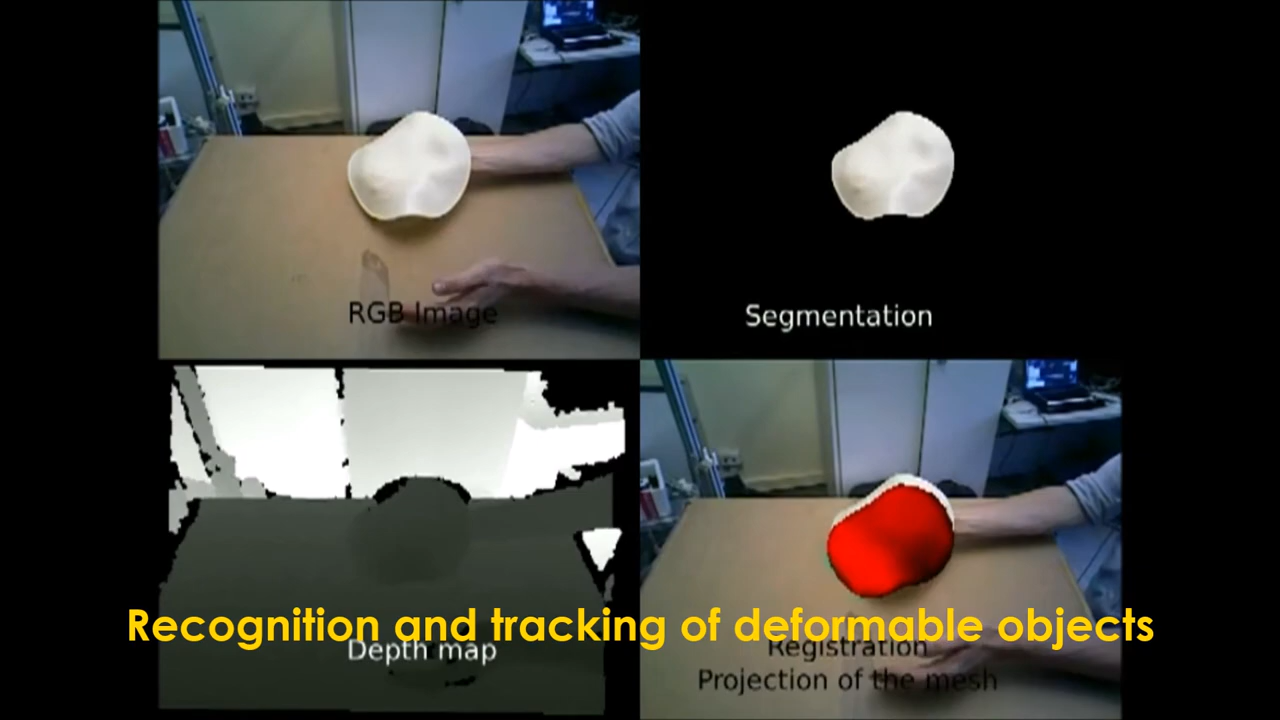 RGB Image
Segmentation
Recognition and tracking of deformable objects
Depth map
Registration
Projection of the mesh